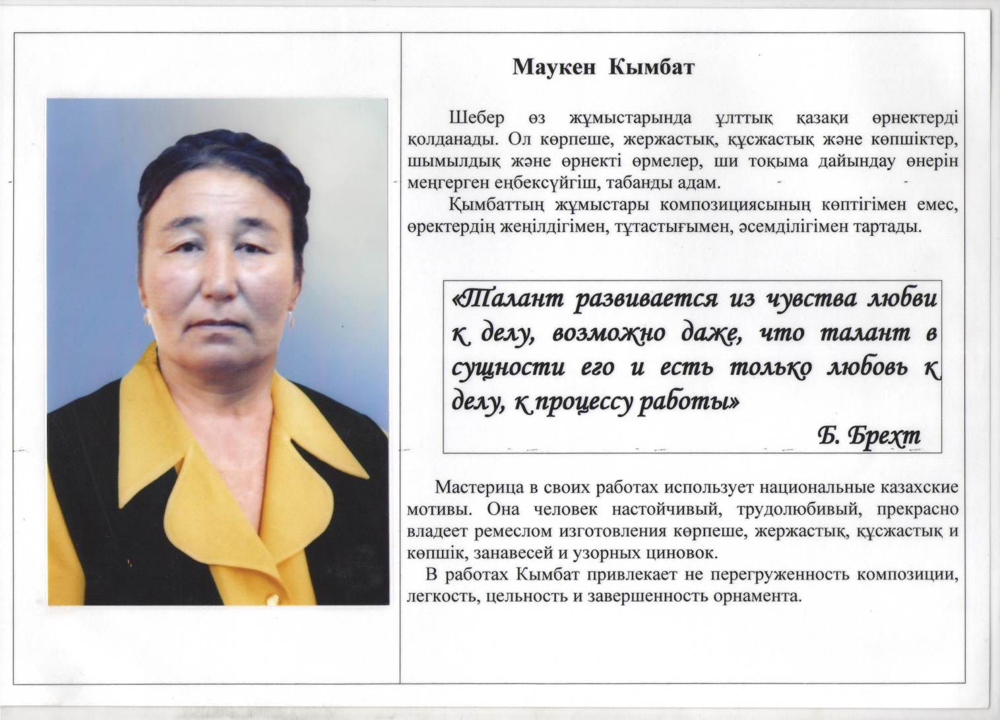 Маукен Кымбат
Шебер өз жұмыстарында ұлттық қазақи өрнектерді
қолданады. Ол көрпеше, жержастық, құсжастық және көпшіктер,
шымылдық және өрнекті өрмелер, ши тоқыма дайындау өнерін
меңгерген еңбексүйгіш, табанды адам.
Қымбаттың жұмыстары композициясының көптігімен емес,
өректердің жеңілдігімен, тұтастығымен, әсемділігімен тартады.
«Талант развивается из чувства любви
к делу, возможно даже, что талант в
сущности его и есть только любовь к
делу, к процессу работы»
Б. Брехт
Мастерица в своих работах использует национальные казахские
мотивы. Она человек настойчивый, трудолюбивый, прекрасно
владеет ремеслом изготовления көрпеше, жержастық, құсжастық и
көпшік, занавесей и узорных циновок.
В работах Кымбат привлекает не перегруженность композиции,
легкость, цельность и завершенность орнамента.